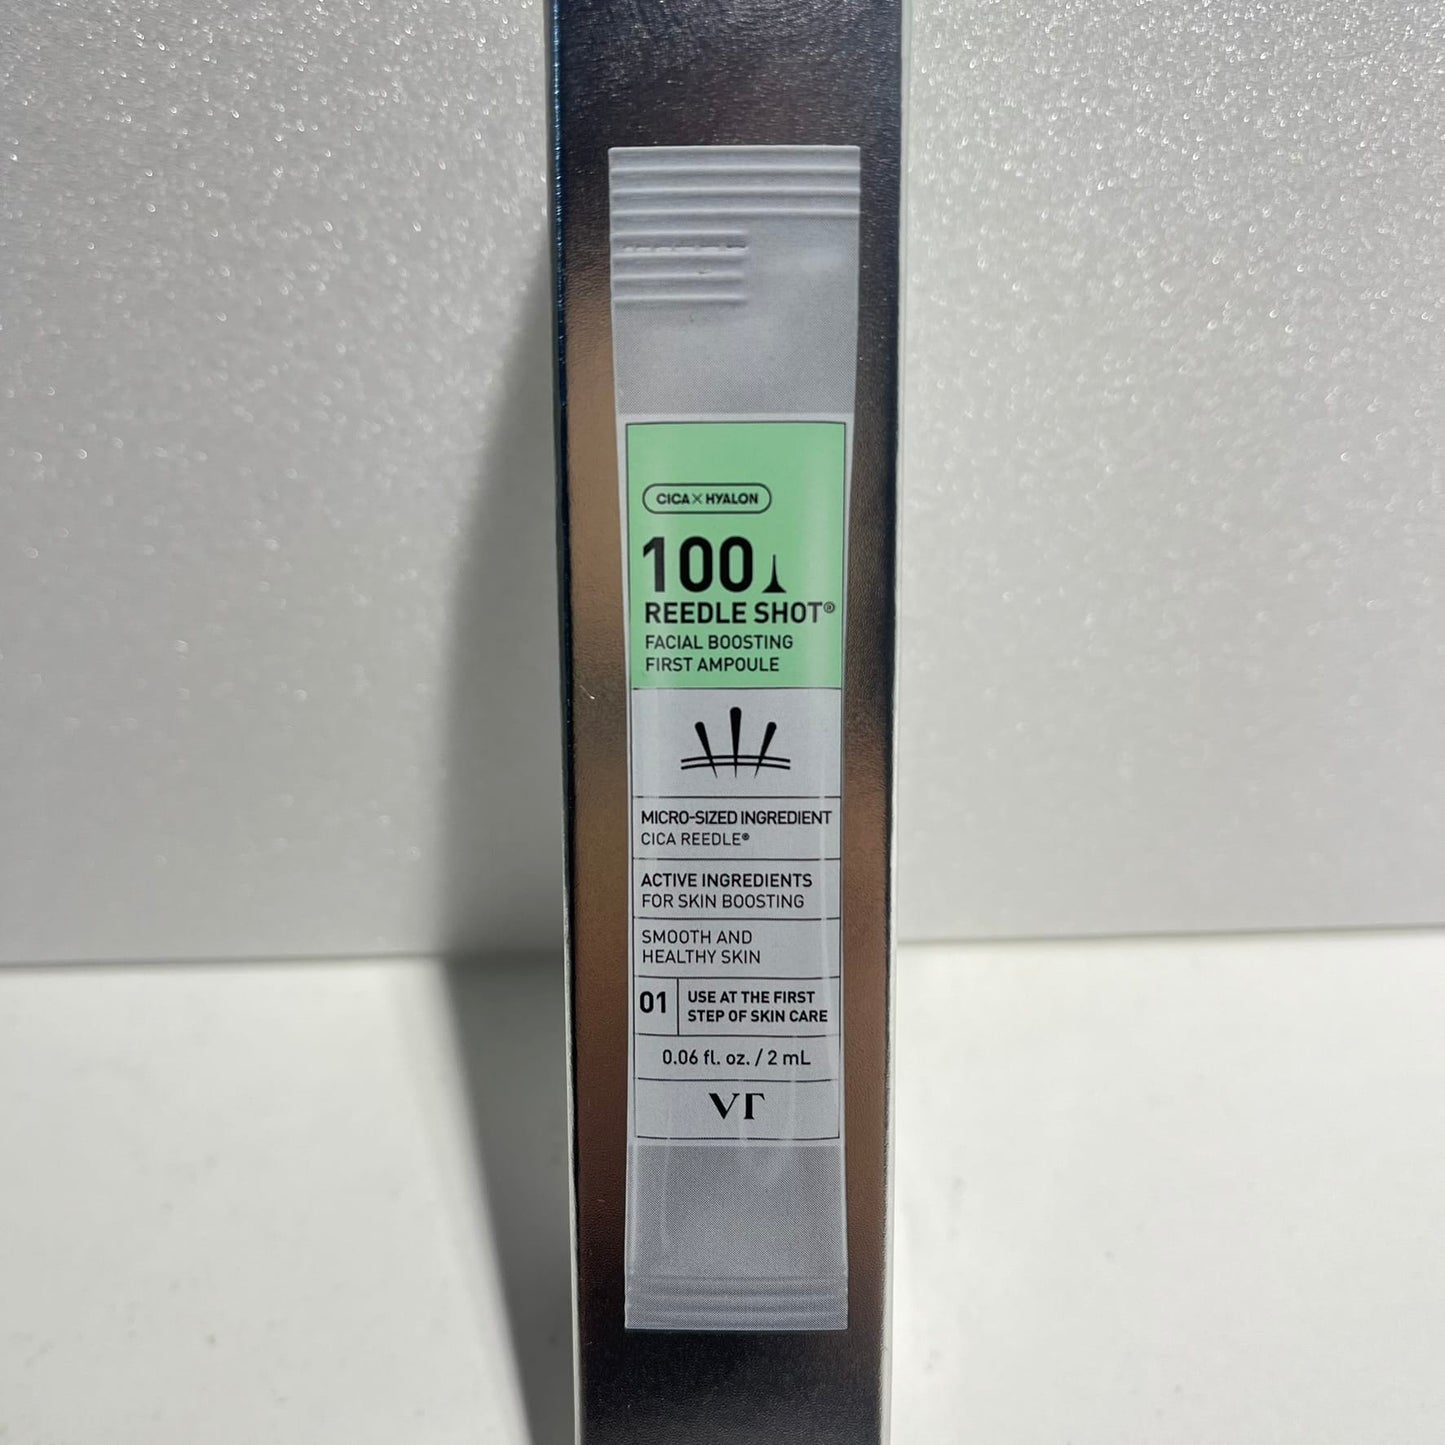 CICA×HYALON
100
REEDLE SHOT®
FACIAL BOOSTING
FIRST AMPOULE
MICRO-SIZED INGREDIENT
CICA REEDLE®
ACTIVE INGREDIENTS
FOR SKIN BOOSTING
SMOOTH AND
HEALTHY SKIN
01
USE AT THE FIRST
STEP OF SKIN CARE
0.06 fl. oz. / 2 mL
VT